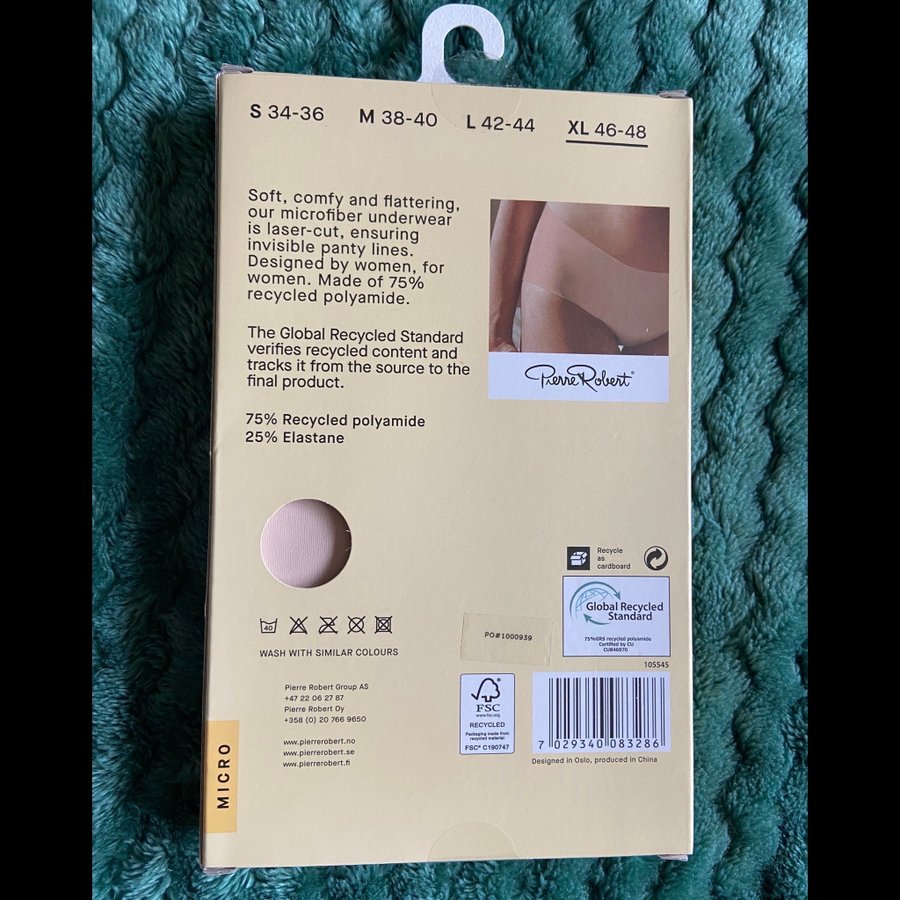 S 34-36 M 38-40 L 42-44 XL 46-48
Soft, comfy and flattering,
our microfiber underwear
is laser-cut, ensuring
invisible panty lines.
Designed by women, for
women. Made of 75%
recycled polyamide.
Pierre Robert®
The Global Recycled Standard
verifies recycled content and
tracks it from the source to the
final product.
75% Recycled polyamide
25% Elastane
Recycle
as
cardboard
Global Recycled
Standard
75%GRS recycled polyamide
Certified by CU
CU846970
105545
40
WASH WITH SIMILAR COLOURS
PO#1000939
Pierre Robert Group AS
+47 22 06 27 87
Pierre Robert Oy
+358 (0) 20 766 9650
www.pierrerobert.no
www.pierrerobert.se
www.pierrerobert.fi
FSC
www.fsc.org
RECYCLED
Packaging made from
recycled material
FSC® C190747
7 029340 083286
Designed in Oslo, produced in China
MICRO